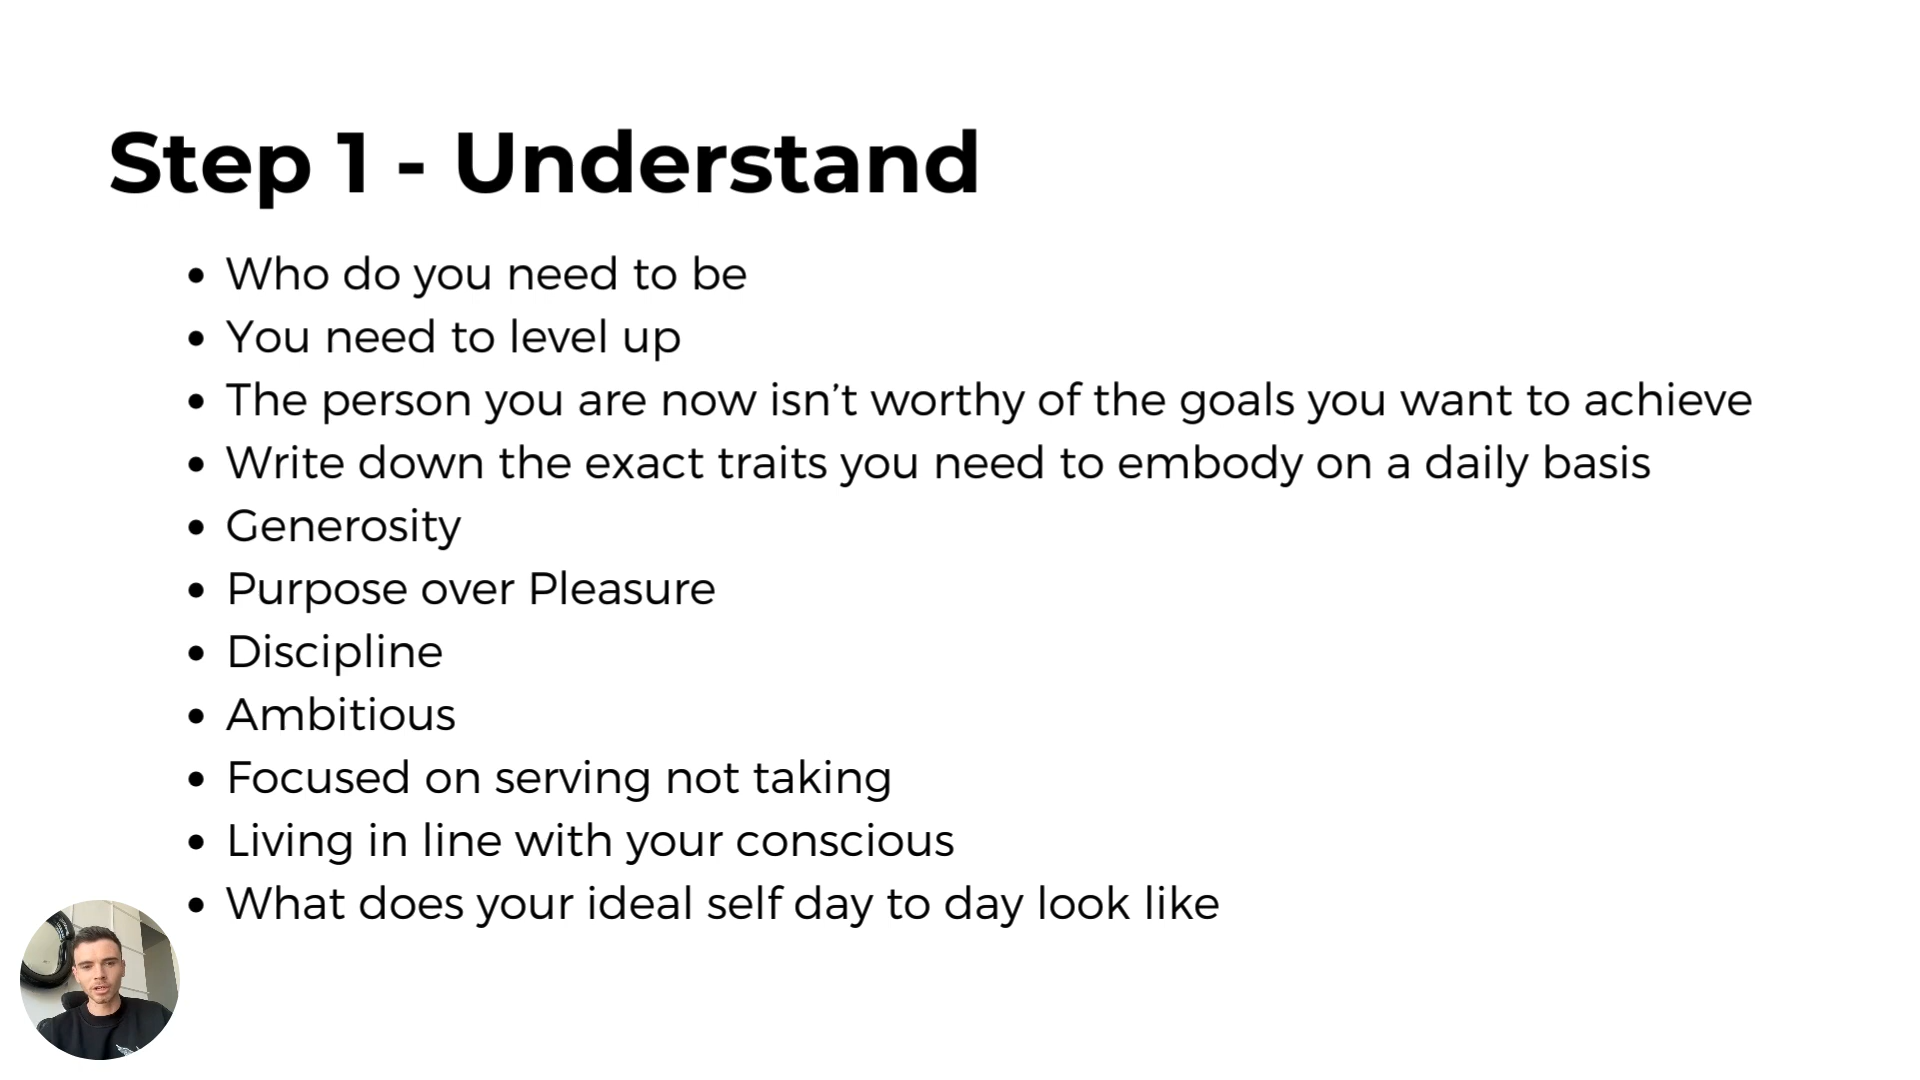 Step 1 - Understand
• Who do you need to be
• You need to level up
• The person you are now isn’t worthy of the goals you want to achieve
• Write down the exact traits you need to embody on a daily basis
• Generosity
• Purpose over Pleasure
• Discipline
• Ambitious
• Focused on serving not taking
• Living in line with your conscious
• What does your ideal self day to day look like